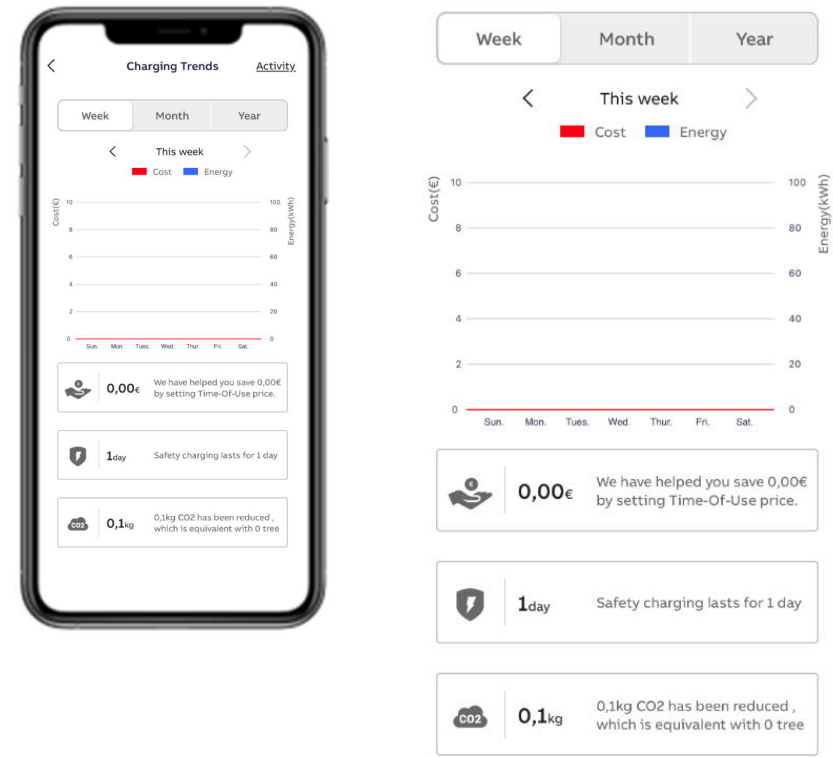 Charging Trends Activity
Week Month Year
This week
Cost Energy
Cost(€)
Energy(kWh)
10 100
8 80
6 60
4 40
2 20
0 0
Sun. Mon. Tues. Wed. Thur. Fri. Sat.
0,00€
We have helped you save 0,00€
by setting Time-Of-Use price.
1day
Safety charging lasts for 1 day
CO2
0,1kg
0,1kg CO2 has been reduced ,
which is equivalent with 0 tree
Week Month Year
This week
Cost Energy
Cost(€)
Energy(kWh)
10 100
8 80
6 60
4 40
2 20
0 0
Sun. Mon. Tues. Wed. Thur. Fri. Sat.
€
0,00€
We have helped you save 0,00€
by setting Time-Of-Use price.
1day
Safety charging lasts for 1 day
CO2
0,1kg
0,1kg CO2 has been reduced ,
which is equivalent with 0 tree